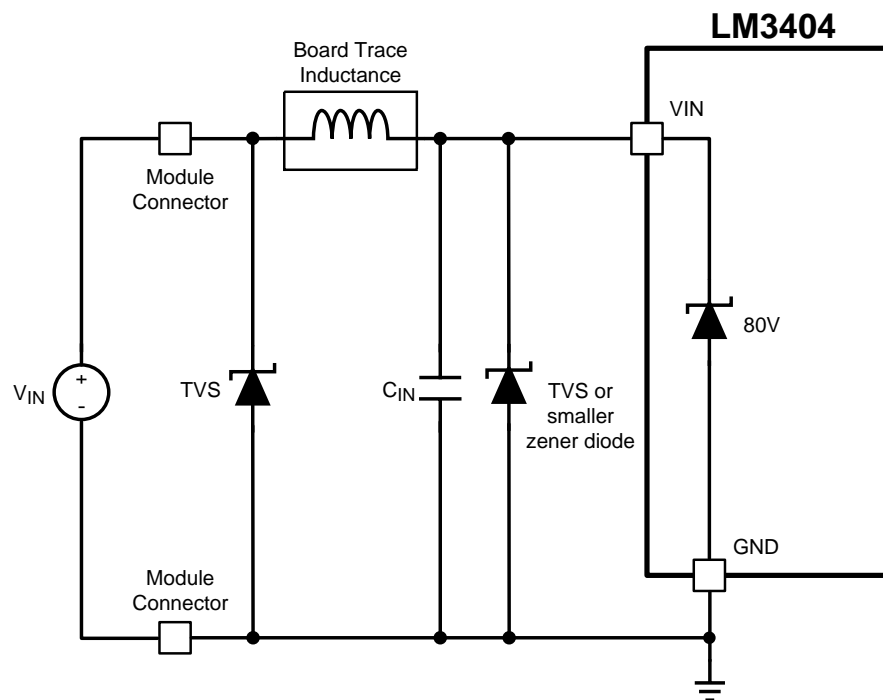 LM3404
Board Trace
Inductance
VIN
Module
Connector
80V
VIN
+
-
TVS
CIN
TVS or
smaller
zener diode
GND
Module
Connector